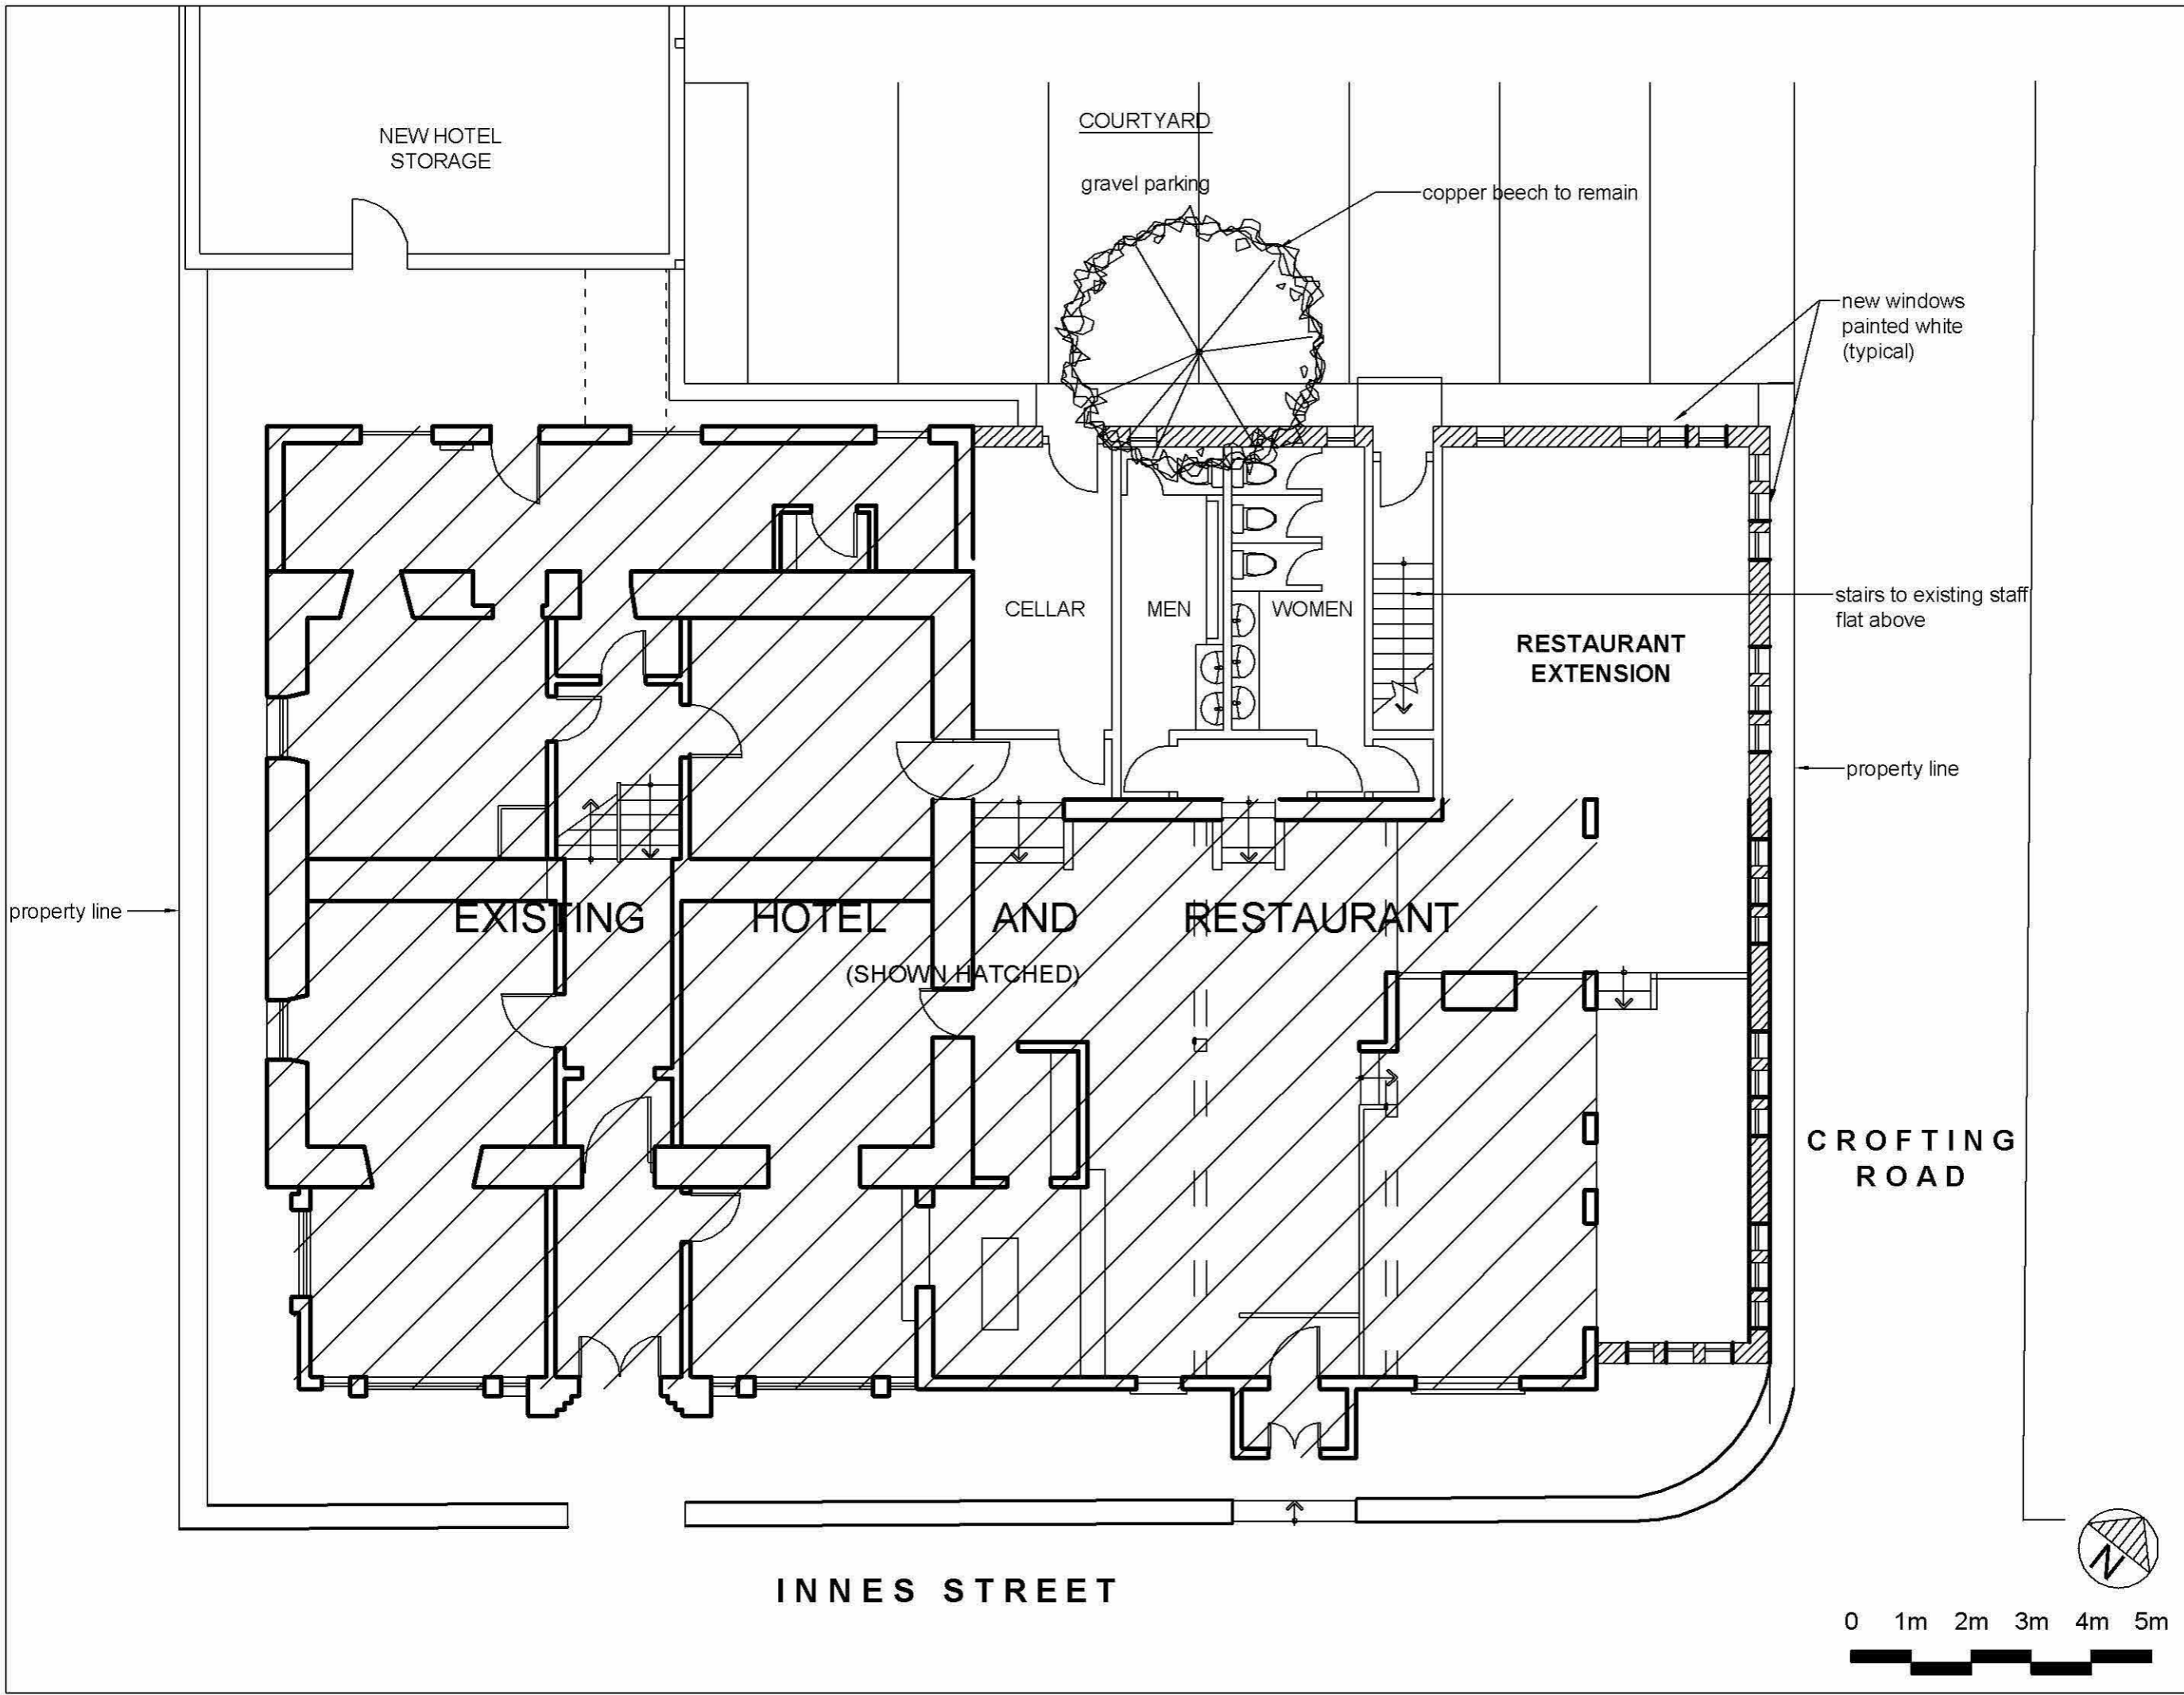 NEW HOTEL
STORAGE
COURTYARD
gravel parking
copper beech to remain
new windows
painted white
(typical)
CELLAR
MEN
WOMEN
stairs to existing staff
flat above
RESTAURANT
EXTENSION
property line
property line
EXISTING HOTEL AND RESTAURANT
(SHOWN HATCHED)
CROFTING
ROAD
INNES STREET
N
0 1m 2m 3m 4m 5m